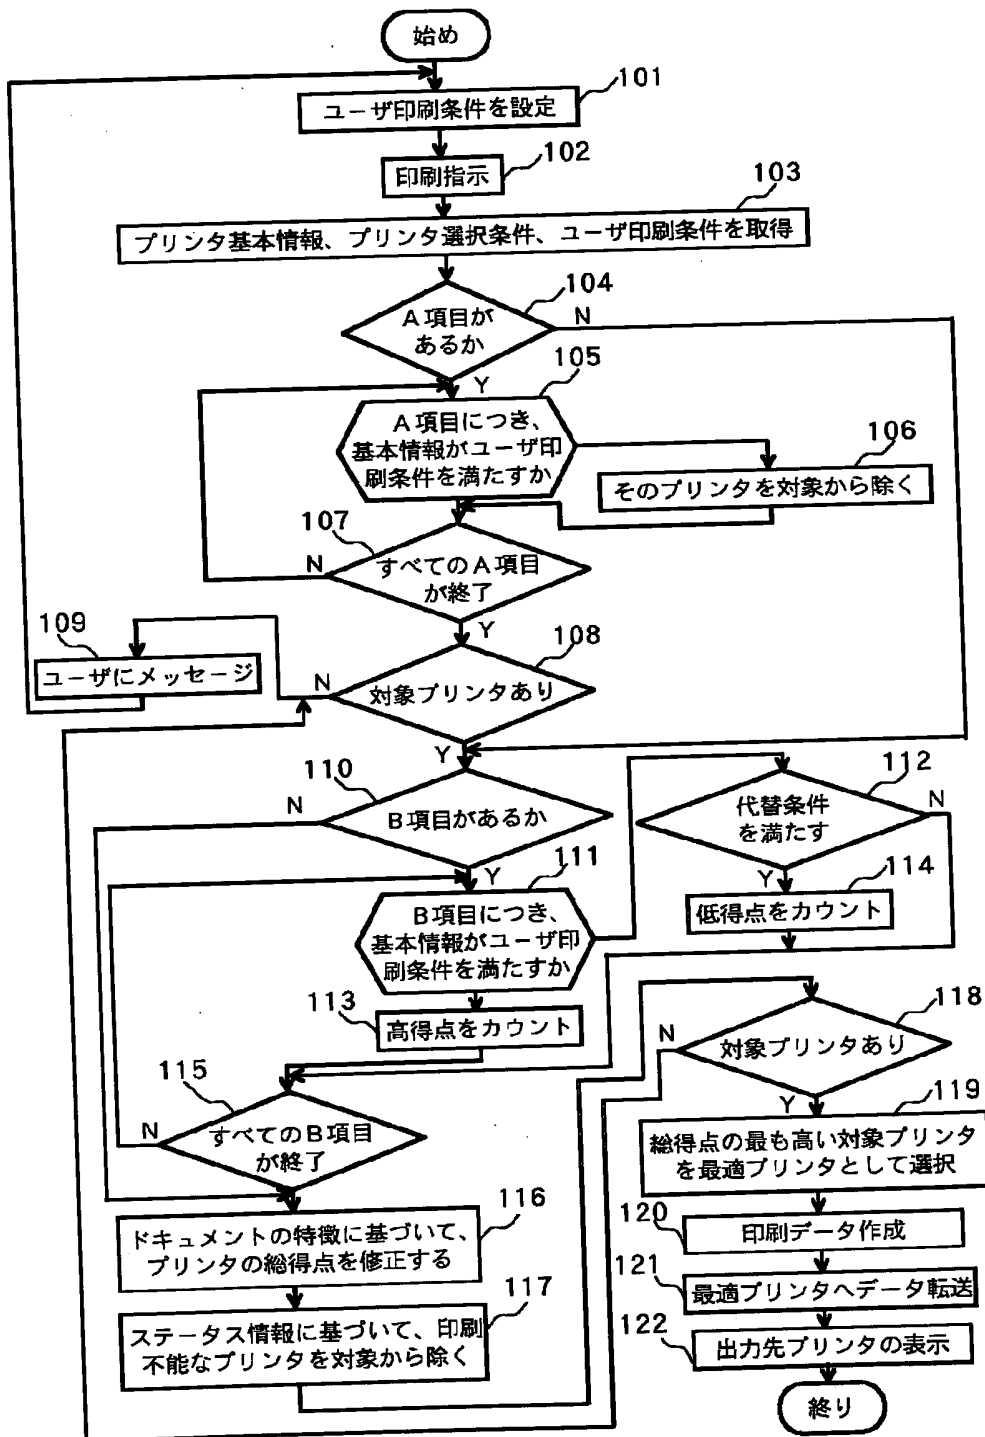 始め
101
ユーザ印刷条件を設定
102
印刷指示
103
プリンタ基本情報、プリンタ選択条件、ユーザ印刷条件を取得
104
A項目が
あるか
N
Y
105
A項目につき、
基本情報がユーザ印
刷条件を満たすか
106
そのプリンタを対象から除く
107
N
すべてのA項目
が終了
Y
108
109
ユーザにメッセージ
N
対象プリンタあり
Y
110
N
B項目があるか
Y
112
代替条件
を満たす
N
Y
111
B項目につき、
基本情報がユーザ印
刷条件を満たすか
114
低得点をカウント
113
高得点をカウント
115
N
すべてのB項目
が終了
116
ドキュメントの特徴に基づいて、
プリンタの総得点を修正する
117
ステータス情報に基づいて、印刷
不能なプリンタを対象から除く
118
N
対象プリンタあり
Y
119
総得点の最も高い対象プリンタ
を最適プリンタとして選択
120
印刷データ作成
121
最適プリンタへデータ転送
122
出力先プリンタの表示
終り